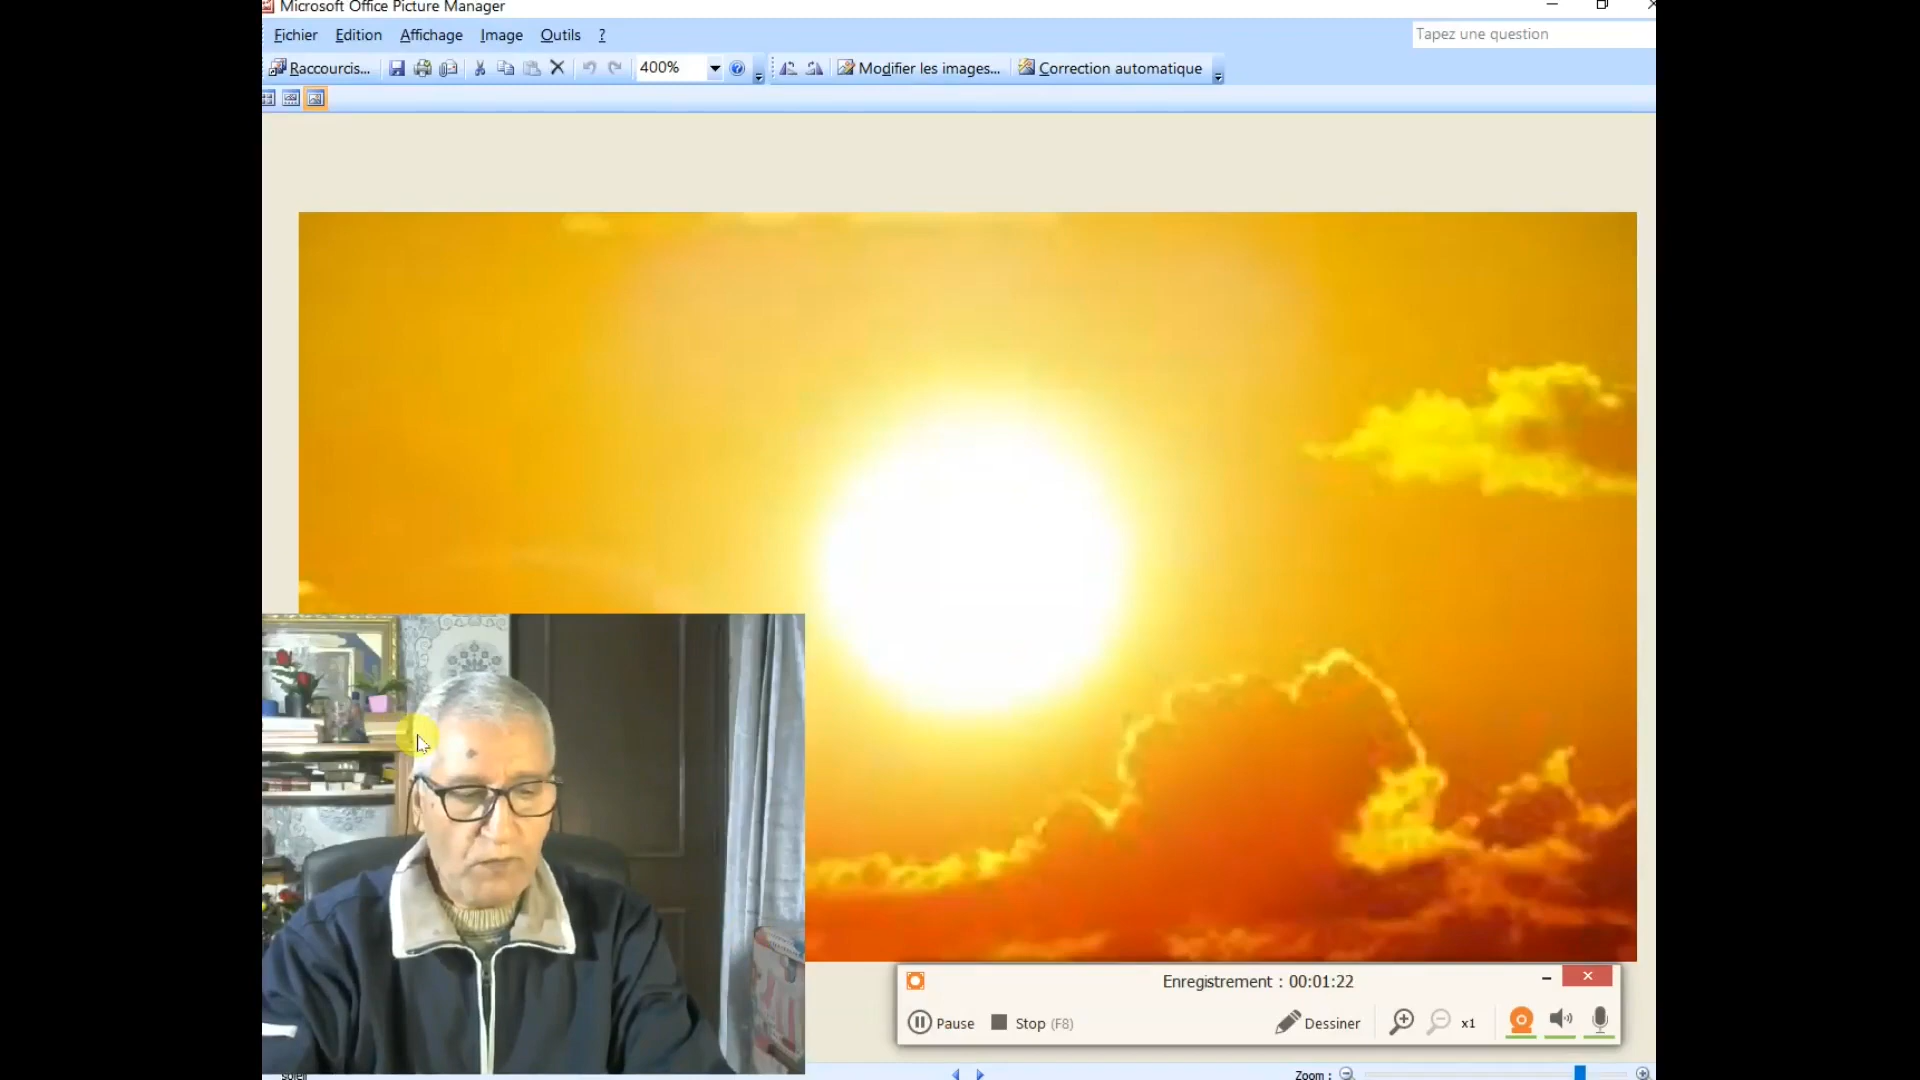 Microsoft Office Picture Manager
Fichier Edition Affichage Image Outils ?
Tapez une question
Raccourcis... 400% Modifier les images... Correction automatique
Enregistrement : 00:01:22
Pause Stop (F8) Dessiner x1
soleil
Zoom :